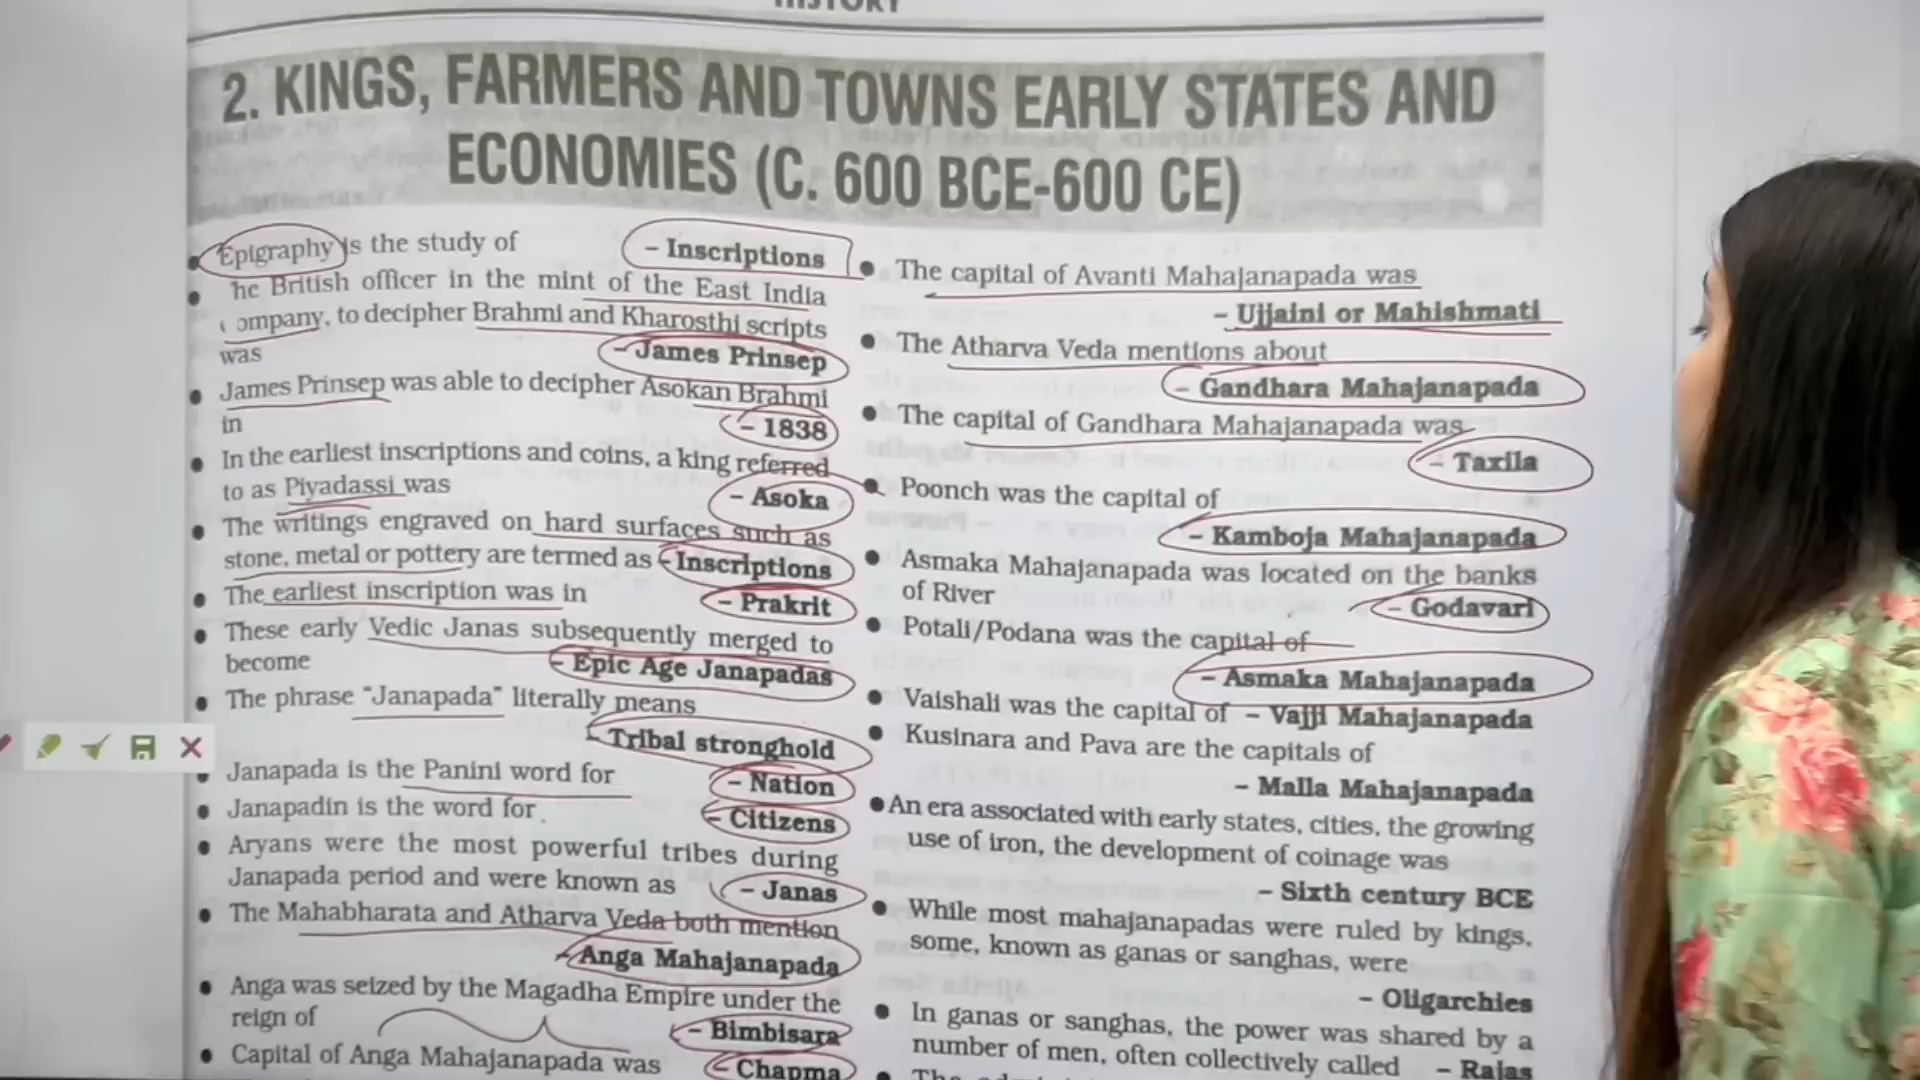 HISTORY
2. KINGS, FARMERS AND TOWNS EARLY STATES AND
ECONOMIES (C. 600 BCE-600 CE)
Epigraphy is the study of – Inscriptions
he British officer in the mint of the East India
ompany, to decipher Brahmi and Kharosthi scripts
was – James Prinsep
James Prinsep was able to decipher Asokan Brahmi
in – 1838
In the earliest inscriptions and coins, a king referred
to as Piyadassi was – Asoka
The writings engraved on hard surfaces such as
stone, metal or pottery are termed as – Inscriptions
The earliest inscription was in – Prakrit
These early Vedic Janas subsequently merged to
become – Epic Age Janapadas
The phrase "Janapada" literally means
– Tribal stronghold
Janapada is the Panini word for – Nation
Janapadin is the word for – Citizens
Aryans were the most powerful tribes during
Janapada period and were known as – Janas
The Mahabharata and Atharva Veda both mention
– Anga Mahajanapada
Anga was seized by the Magadha Empire under the
reign of – Bimbisara
Capital of Anga Mahajanapada was – Chapma
The capital of Avanti Mahajanapada was
– Ujjaini or Mahishmati
The Atharva Veda mentions about
– Gandhara Mahajanapada
The capital of Gandhara Mahajanapada was
– Taxila
Poonch was the capital of
– Kamboja Mahajanapada
Asmaka Mahajanapada was located on the banks
of River – Godavari
Potali/Podana was the capital of
– Asmaka Mahajanapada
Vaishali was the capital of – Vajji Mahajanapada
Kusinara and Pava are the capitals of
– Malla Mahajanapada
An era associated with early states, cities, the growing
use of iron, the development of coinage was
– Sixth century BCE
While most mahajanapadas were ruled by kings,
some, known as ganas or sanghas, were
– Oligarchies
In ganas or sanghas, the power was shared by a
number of men, often collectively called – Rajas